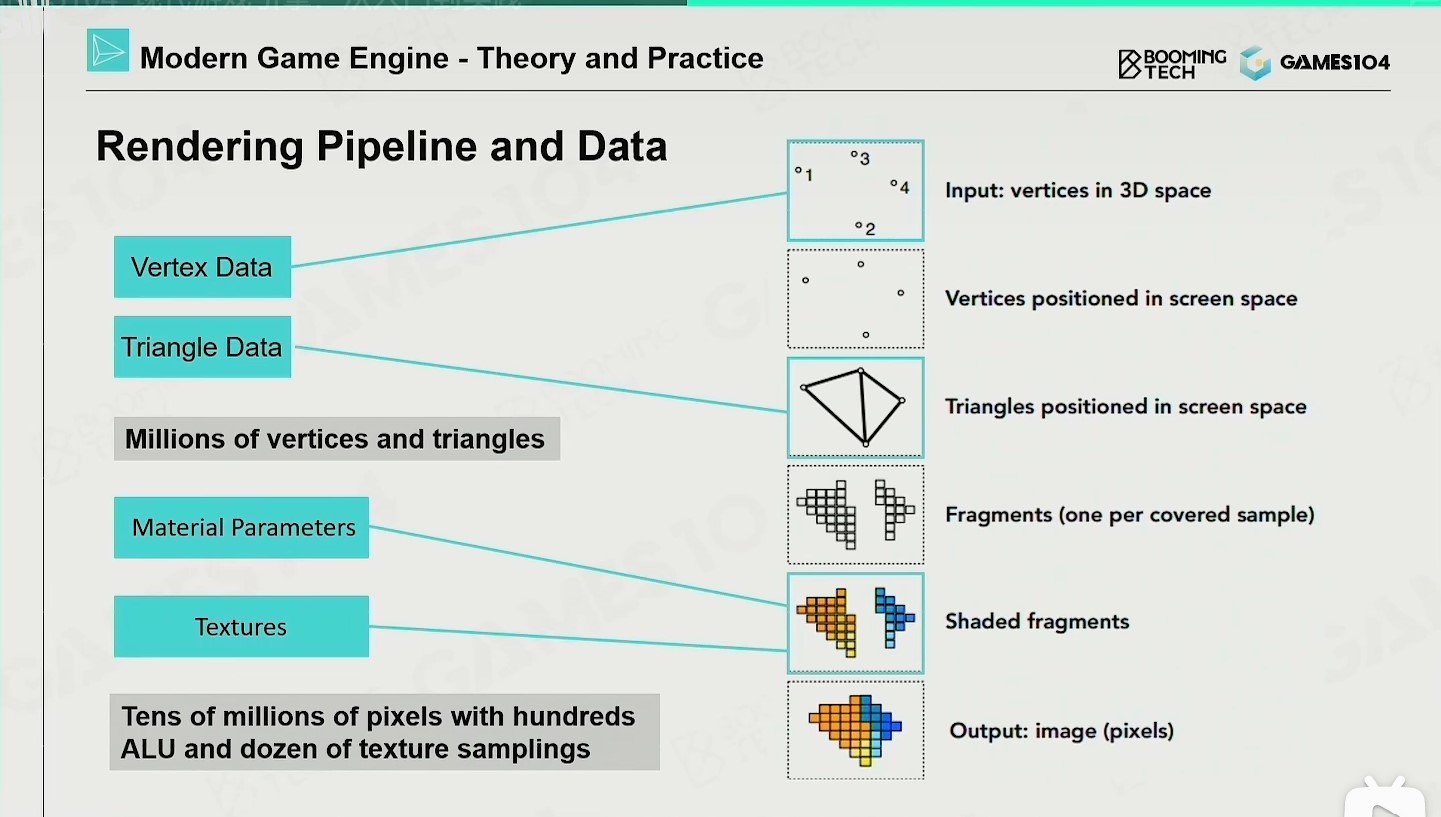 Modern Game Engine - Theory and Practice
BOOMING
TECH
GAMES104
Rendering Pipeline and Data
Vertex Data
Triangle Data
Millions of vertices and triangles
Material Parameters
Textures
Tens of millions of pixels with hundreds
ALU and dozen of texture samplings
1
3
4
2
Input: vertices in 3D space
Vertices positioned in screen space
Triangles positioned in screen space
Fragments (one per covered sample)
Shaded fragments
Output: image (pixels)